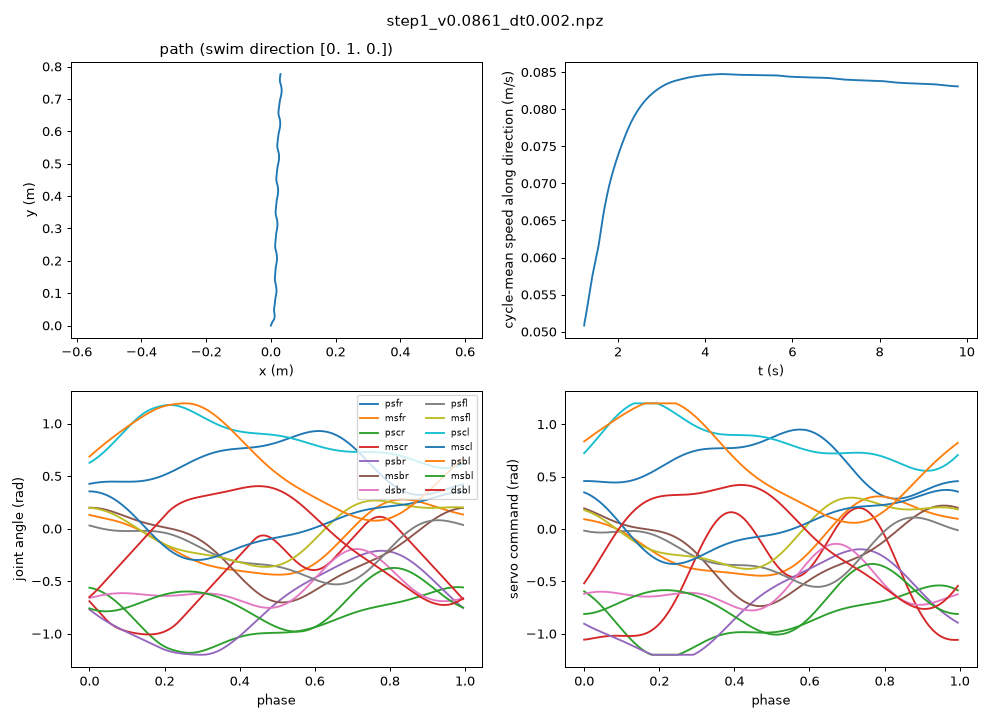 step1_v0.0861_dt0.002.npz
path (swim direction [0. 1. 0.])
y (m)
0.8
0.7
0.6
0.5
0.4
0.3
0.2
0.1
0.0
−0.6 −0.4 −0.2 0.0 0.2 0.4 0.6
x (m)
cycle-mean speed along direction (m/s)
0.085
0.080
0.075
0.070
0.065
0.060
0.055
0.050
2 4 6 8 10
t (s)
joint angle (rad)
1.0
0.5
0.0
−0.5
−1.0
psfr psfl
msfr msfl
pscr pscl
mscr mscl
psbr psbl
msbr msbl
dsbr dsbl
0.0 0.2 0.4 0.6 0.8 1.0
phase
servo command (rad)
1.0
0.5
0.0
−0.5
−1.0
0.0 0.2 0.4 0.6 0.8 1.0
phase